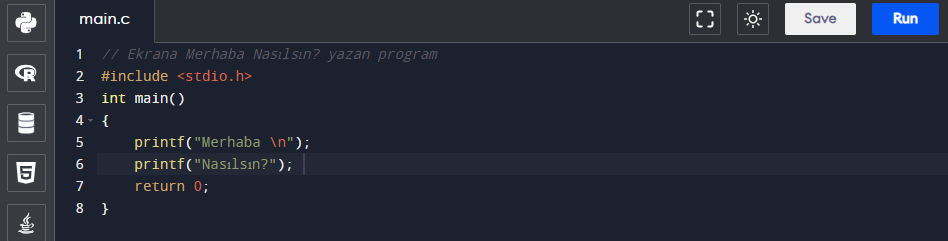 main.c
Save
Run
1 // Ekrana Merhaba Nasılsın? yazan program
2 #include <stdio.h>
3 int main()
4 {
5 printf("Merhaba \n");
6 printf("Nasılsın?");
7 return 0;
8 }